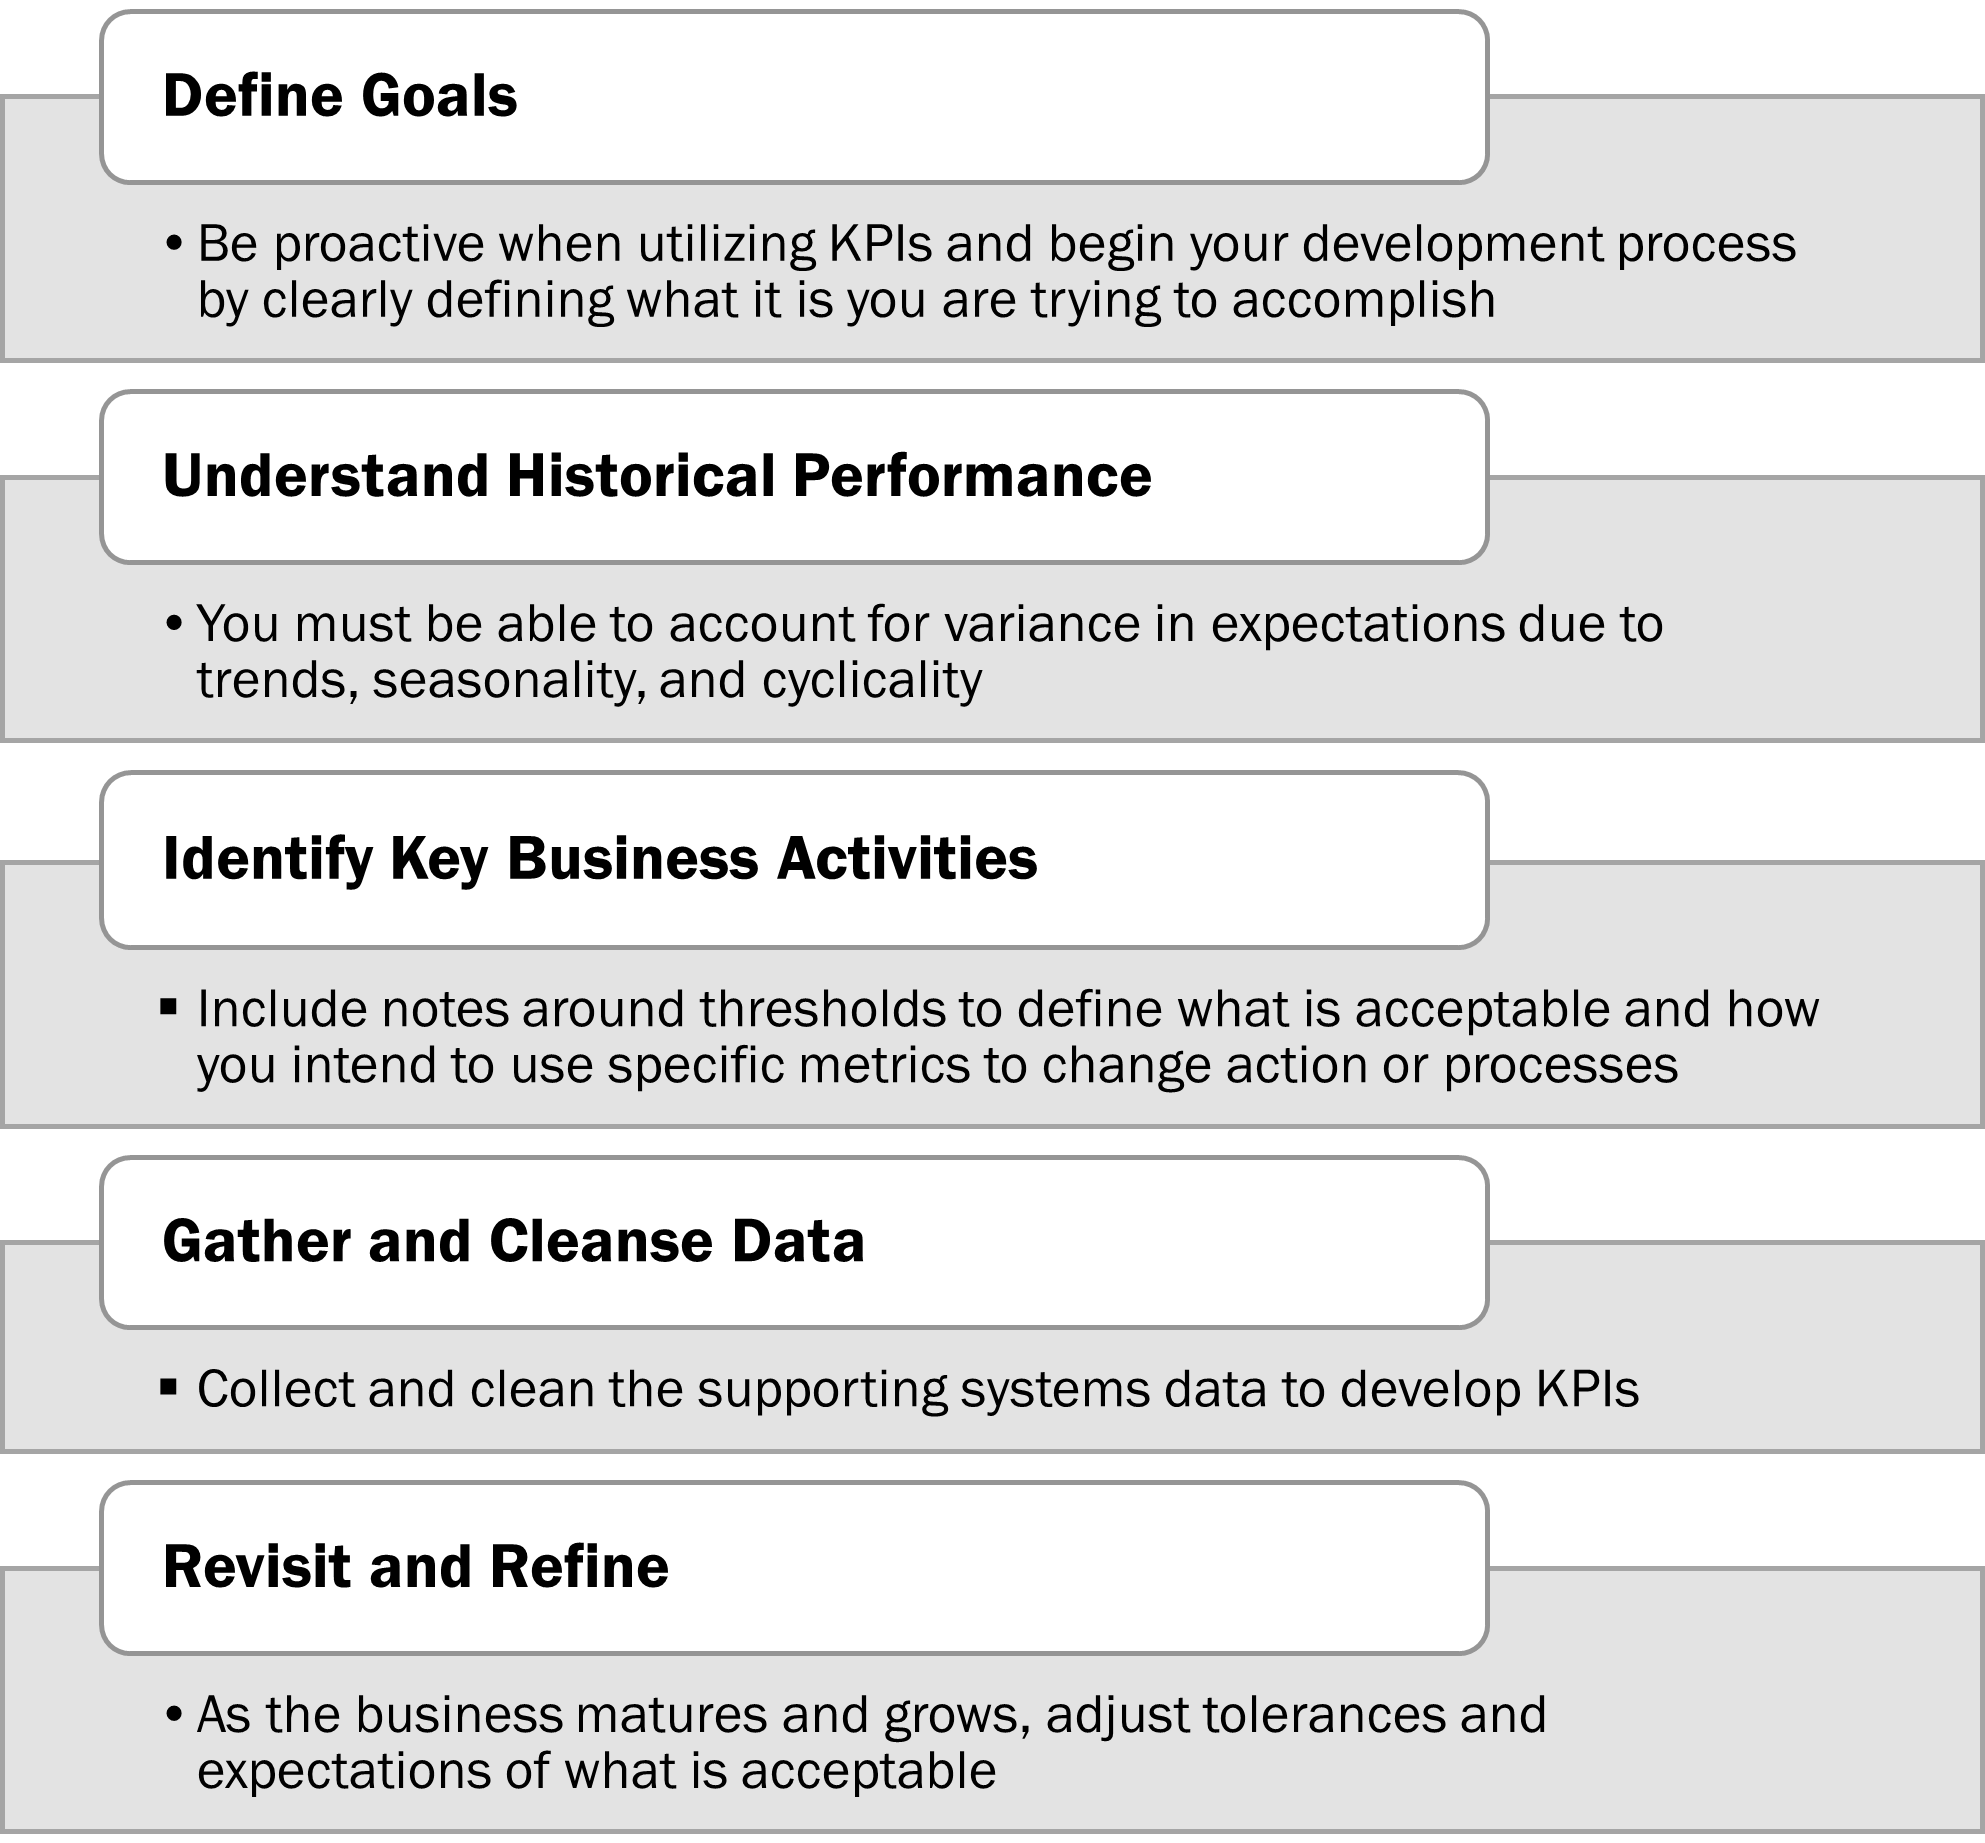 Define Goals
• Be proactive when utilizing KPIs and begin your development process
by clearly defining what it is you are trying to accomplish
Understand Historical Performance
• You must be able to account for variance in expectations due to
trends, seasonality, and cyclicality
Identify Key Business Activities
▪ Include notes around thresholds to define what is acceptable and how
you intend to use specific metrics to change action or processes
Gather and Cleanse Data
▪ Collect and clean the supporting systems data to develop KPIs
Revisit and Refine
• As the business matures and grows, adjust tolerances and
expectations of what is acceptable